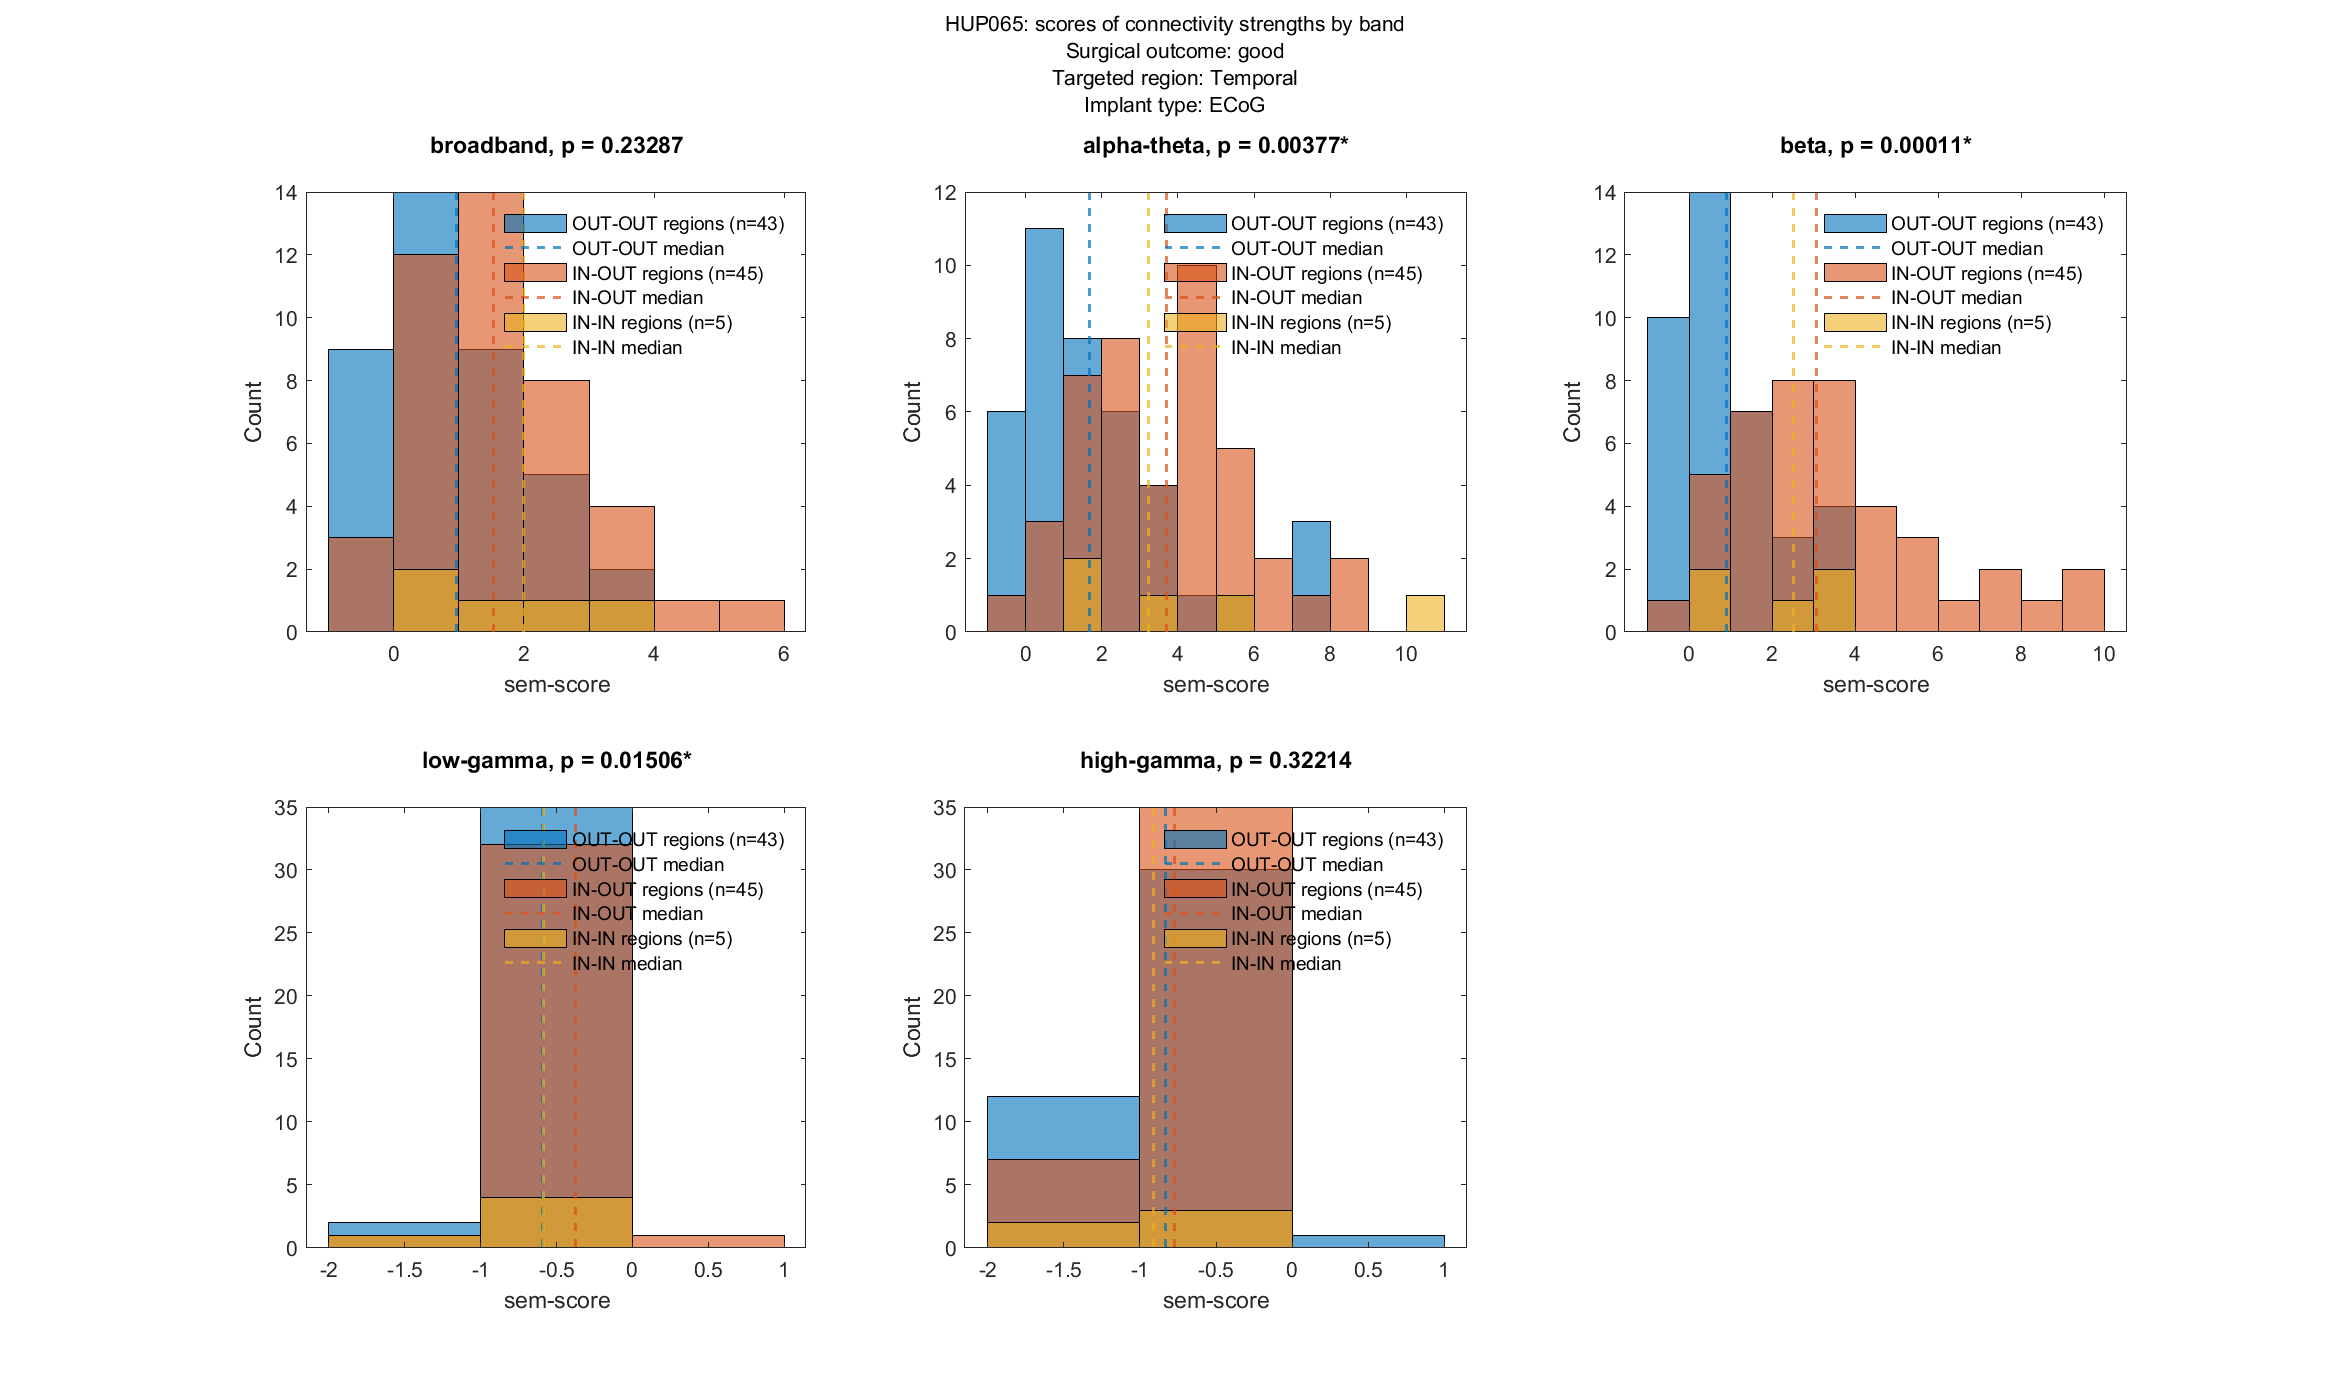 HUP065: scores of connectivity strengths by band
Surgical outcome: good
Targeted region: Temporal
Implant type: ECoG
broadband, p = 0.23287
14
12
10
8
6
4
2
0
Count
0 2 4 6
sem-score
OUT-OUT regions (n=43)
OUT-OUT median
IN-OUT regions (n=45)
IN-OUT median
IN-IN regions (n=5)
IN-IN median
alpha-theta, p = 0.00377*
12
10
8
6
4
2
0
Count
0 2 4 6 8 10
sem-score
OUT-OUT regions (n=43)
OUT-OUT median
IN-OUT regions (n=45)
IN-OUT median
IN-IN regions (n=5)
IN-IN median
beta, p = 0.00011*
14
12
10
8
6
4
2
0
Count
0 2 4 6 8 10
sem-score
OUT-OUT regions (n=43)
OUT-OUT median
IN-OUT regions (n=45)
IN-OUT median
IN-IN regions (n=5)
IN-IN median
low-gamma, p = 0.01506*
35
30
25
20
15
10
5
0
Count
-2 -1.5 -1 -0.5 0 0.5 1
sem-score
OUT-OUT regions (n=43)
OUT-OUT median
IN-OUT regions (n=45)
IN-OUT median
IN-IN regions (n=5)
IN-IN median
high-gamma, p = 0.32214
35
30
25
20
15
10
5
0
Count
-2 -1.5 -1 -0.5 0 0.5 1
sem-score
OUT-OUT regions (n=43)
OUT-OUT median
IN-OUT regions (n=45)
IN-OUT median
IN-IN regions (n=5)
IN-IN median